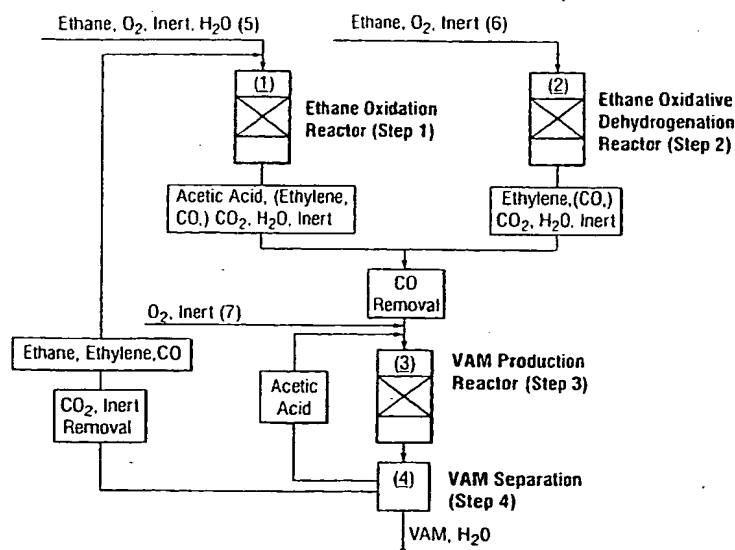 Ethane, O₂, Inert, H₂O (5)
Ethane, O₂, Inert (6)
(1)
Ethane Oxidation
Reactor (Step 1)
(2)
Ethane Oxidative
Dehydrogenation
Reactor (Step 2)
Acetic Acid, (Ethylene,
CO,) CO₂, H₂O, Inert
Ethylene,(CO,)
CO₂, H₂O, Inert
CO
Removal
O₂, Inert (7)
Ethane, Ethylene,CO
CO₂, Inert
Removal
Acetic
Acid
(3)
VAM Production
Reactor (Step 3)
(4)
VAM Separation
(Step 4)
VAM, H₂O